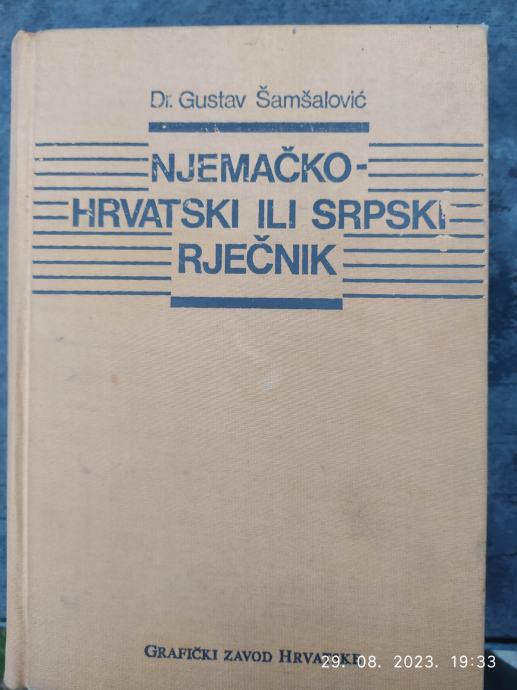 Dr. Gustav Šamšalović
NJEMAČKO-
HRVATSKI ILI SRPSKI
RJEČNIK
GRAFIČKI ZAVOD HRVATSKE
29. 08. 2023. 19:33